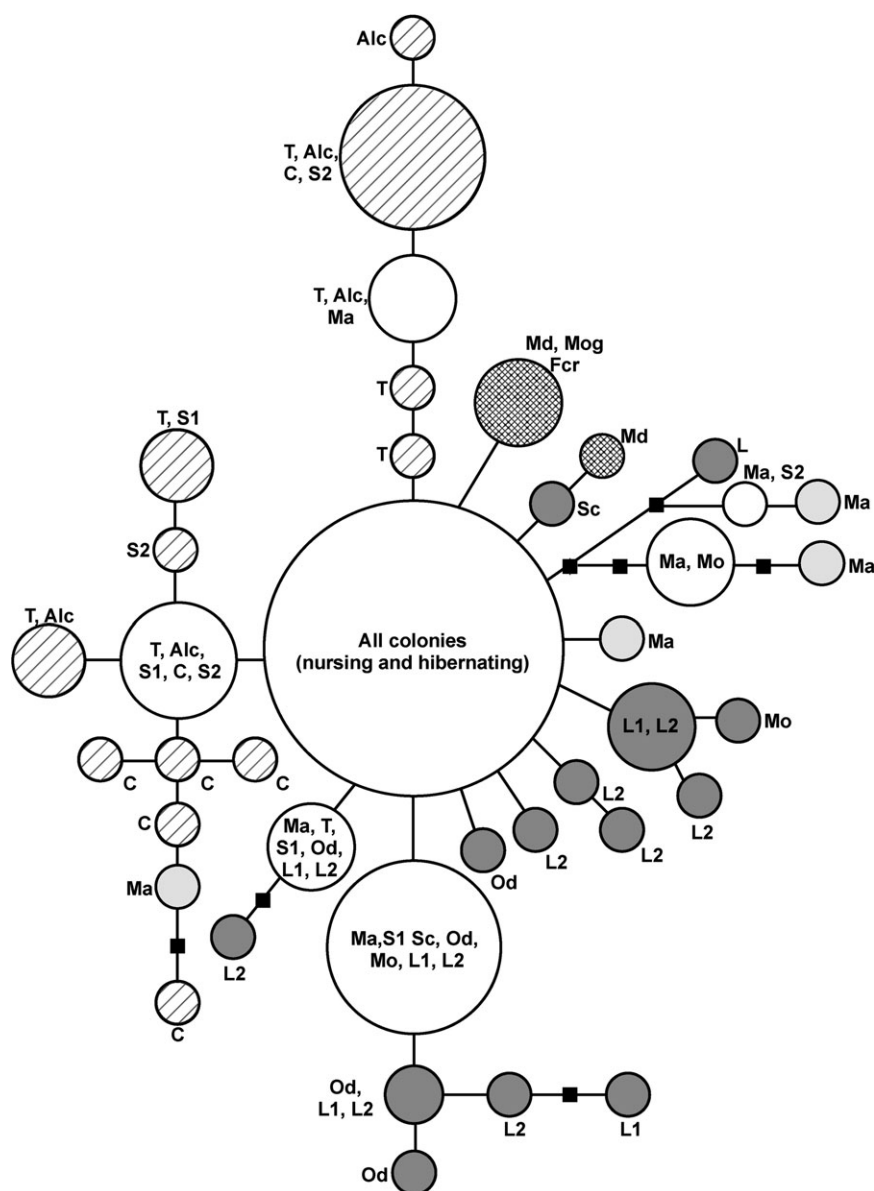 Alc
T, Alc,
C, S2
T, Alc,
Ma
T
T
Md, Mog
Fcr
Md
Sc
L
Ma, S2
Ma
Ma, Mo
Ma
T, S1
S2
T, Alc
T, Alc,
S1, C, S2
All colonies
(nursing and hibernating)
Ma
L1, L2
Mo
L2
C
C
C
C
Ma
C
Ma, T,
S1, Od,
L1, L2
L2
Od
L2
L2
L2
Ma,S1 Sc, Od,
Mo, L1, L2
Od,
L1, L2
L2
L1
Od